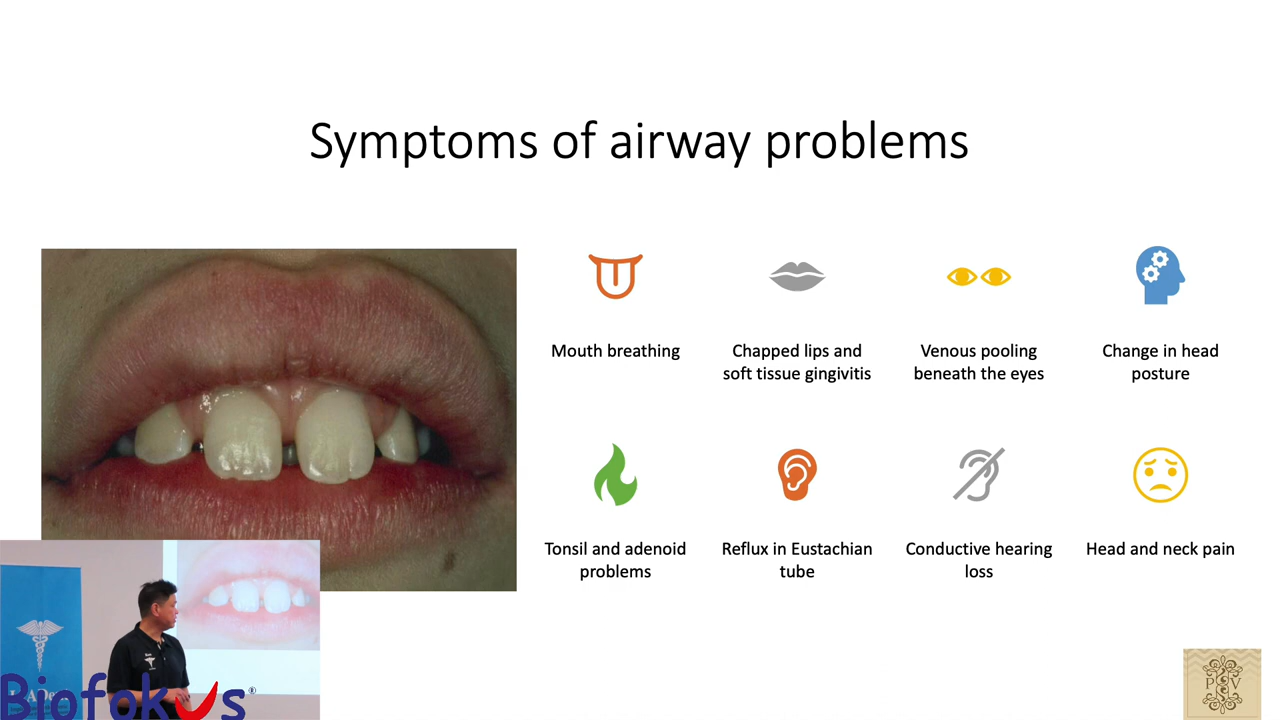 Symptoms of airway problems
Mouth breathing
Chapped lips and
soft tissue gingivitis
Venous pooling
beneath the eyes
Change in head
posture
Tonsil and adenoid
problems
Reflux in Eustachian
tube
Conductive hearing
loss
Head and neck pain
Biofokus®
P V